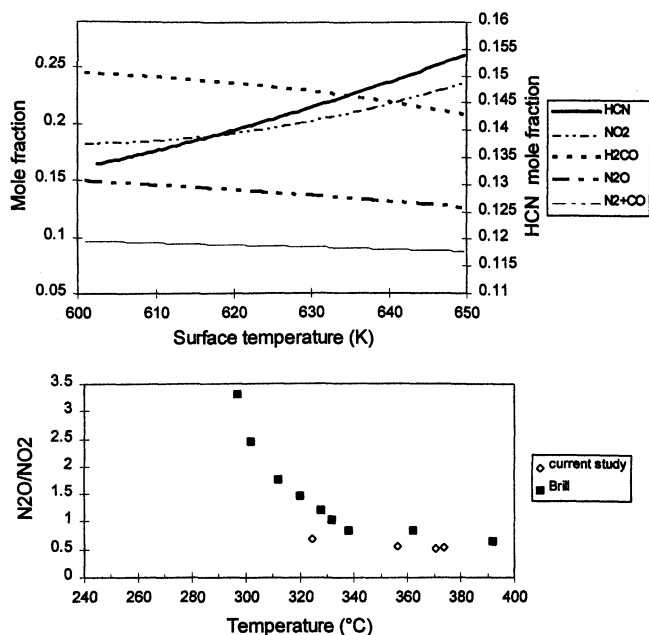 0.25
0.2
0.15
0.1
0.05
Mole fraction
600 610 620 630 640 650
Surface temperature (K)
0.16
0.155
0.15
0.145
0.14
0.135
0.13
0.125
0.12
0.115
0.11
HCN mole fraction
HCN
NO2
H2CO
N2O
N2+CO
3.5
3
2.5
2
1.5
1
0.5
0
N2O/NO2
240 260 280 300 320 340 360 380 400
Temperature (°C)
current study
Brill